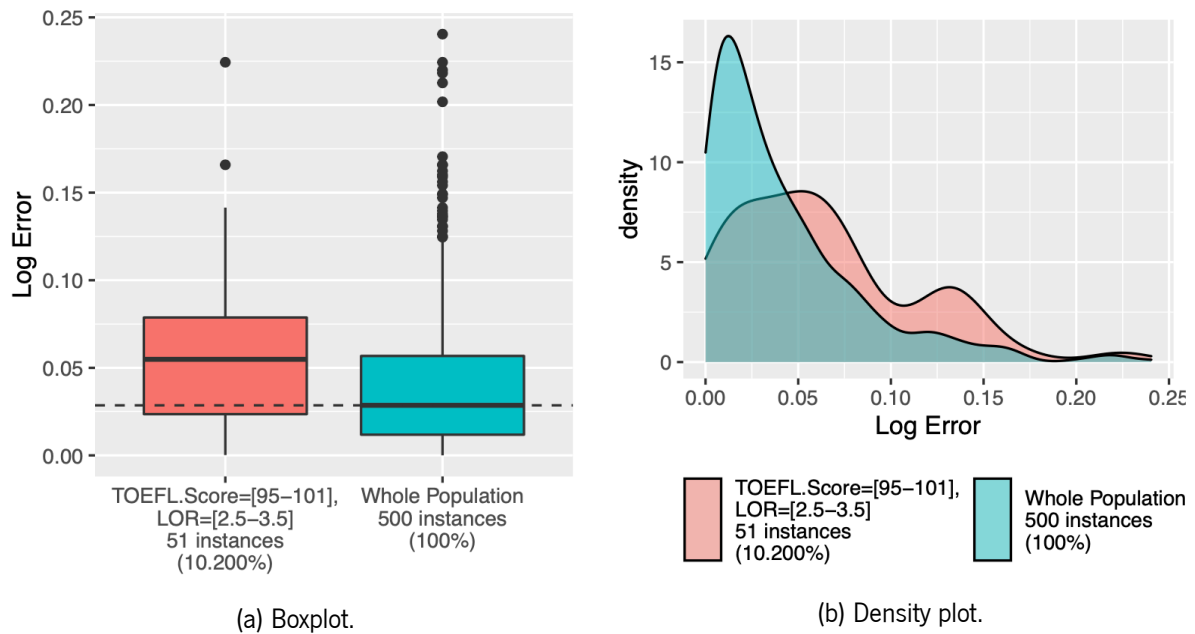 0.25
0.20
0.15
0.10
0.05
0.00
Log Error
TOEFL.Score=[95−101],
LOR=[2.5−3.5]
51 instances
(10.200%)
Whole Population
500 instances
(100%)
(a) Boxplot.
15
10
5
0
density
0.00 0.05 0.10 0.15 0.20 0.25
Log Error
TOEFL.Score=[95−101],
LOR=[2.5−3.5]
51 instances
(10.200%)
Whole Population
500 instances
(100%)
(b) Density plot.